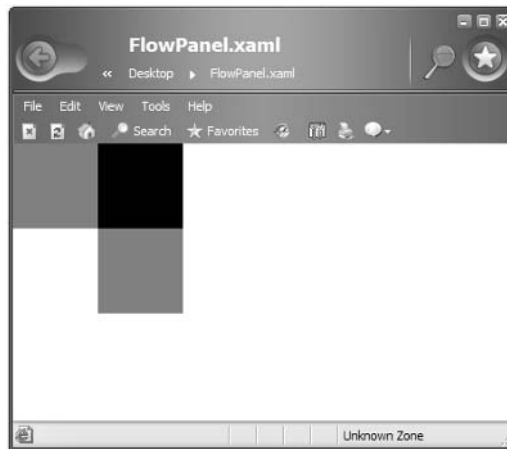 FlowPanel.xaml
« Desktop ▸ FlowPanel.xaml
File Edit View Tools Help
Search Favorites
Unknown Zone